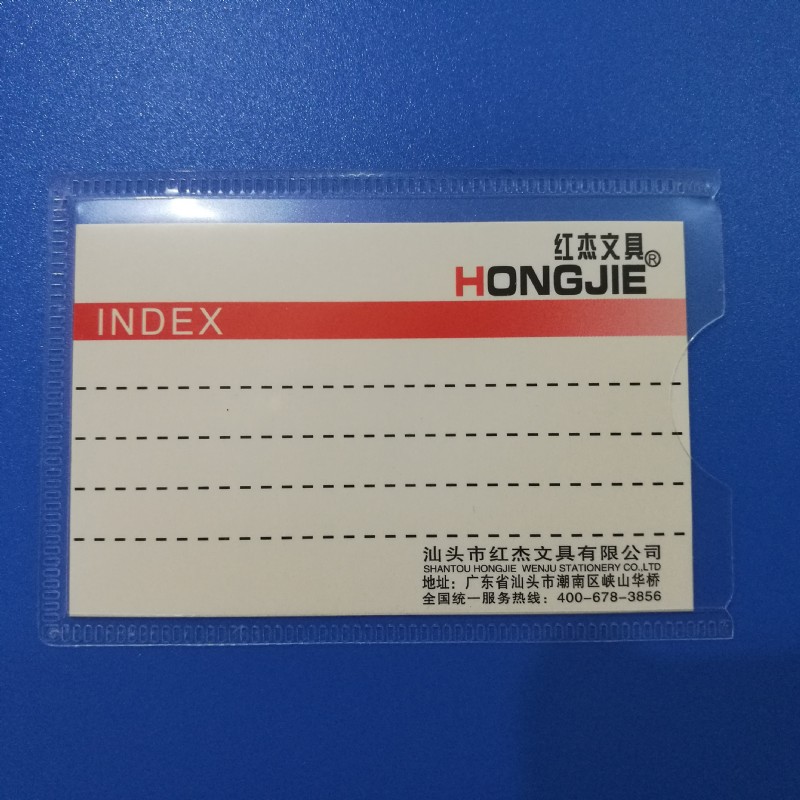 红杰文具®
HONGJIE
INDEX
汕头市红杰文具有限公司
SHANTOU HONGJIE WENJU STATIONERY CO.,LTD
地址：广东省汕头市潮南区峡山华桥
全国统一服务热线：400-678-3856